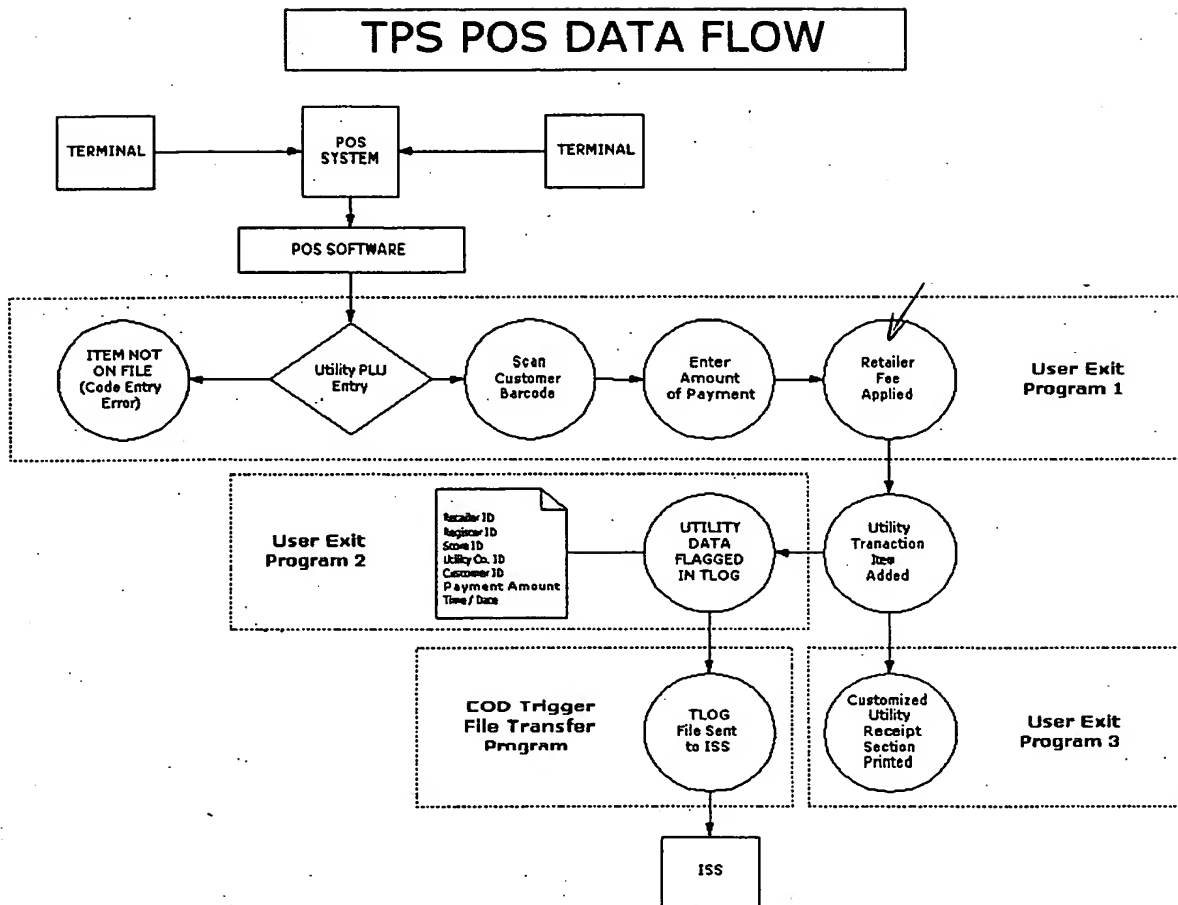 TPS POS DATA FLOW
TERMINAL
POS
SYSTEM
TERMINAL
POS SOFTWARE
ITEM NOT
ON FILE
(Code Entry
Error)
Utility PLU
Entry
Scan
Customer
Barcode
Enter
Amount
of Payment
Retailer
Fee
Applied
User Exit
Program 1
User Exit
Program 2
Retailer ID
Register ID
Store ID
Utility Co. ID
Customer ID
Payment Amount
Time / Date
UTILITY
DATA
FLAGGED
IN TLOG
Utility
Tranaction
Item
Added
EOD Trigger
File Transfer
Program
TLOG
File Sent
to ISS
Customized
Utility
Receipt
Section
Printed
User Exit
Program 3
ISS